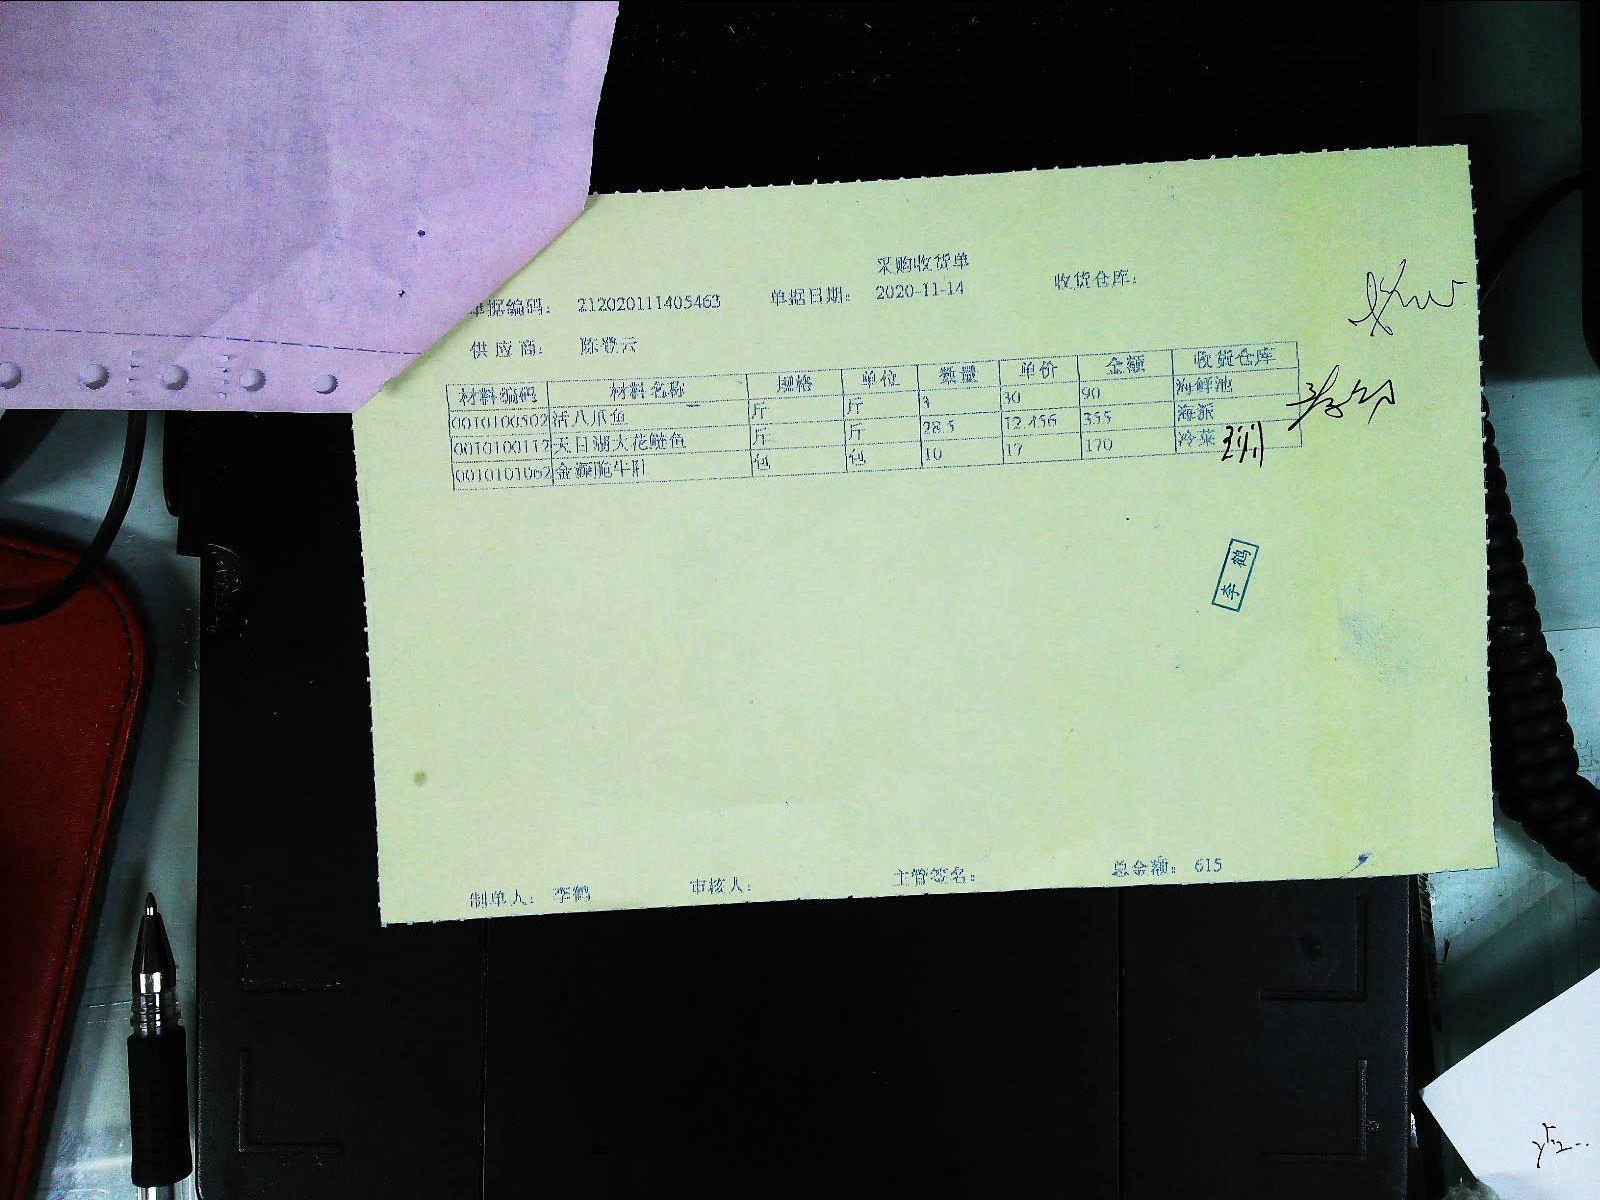 采购收货单
单据编码: 212020111405463 单据日期: 2020-11-14 收货仓库:
供应商: 陈登云
材料编码 材料名称 规格 单位 数量 单价 金额 收货仓库
0010100502 活八爪鱼 斤 斤 3 30 90 海鲜池
0010100112 天目湖大花鲢鱼 斤 斤 28.5 12.456 355 海派
0010101062 金源脆牛肚 包 包 10 17 170 冷菜
李鹤
制单人: 李鹤 审核人: 主管签名: 总金额: 615